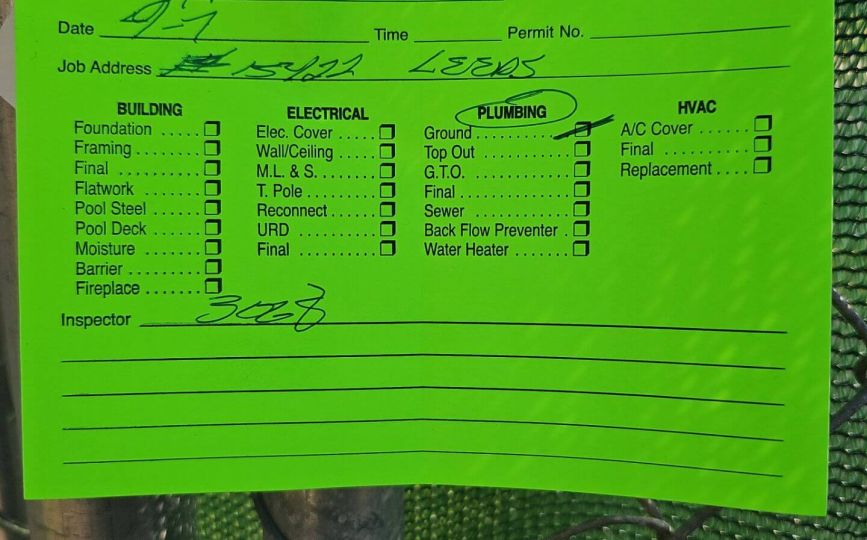 Date 9-7 Time Permit No.
Job Address 15422 LEEDS
BUILDING ELECTRICAL PLUMBING HVAC
Foundation ..... Elec. Cover ..... Ground ........... A/C Cover ......
Framing ........ Wall/Ceiling .... Top Out ........... Final ...........
Final .......... M.L. & S. ....... G.T.O. ............ Replacement ....
Flatwork ....... T. Pole ......... Final .............
Pool Steel ..... Reconnect ....... Sewer .............
Pool Deck ...... URD ............. Back Flow Preventer .
Moisture ....... Final ........... Water Heater .......
Barrier ........
Fireplace ......
Inspector 3068